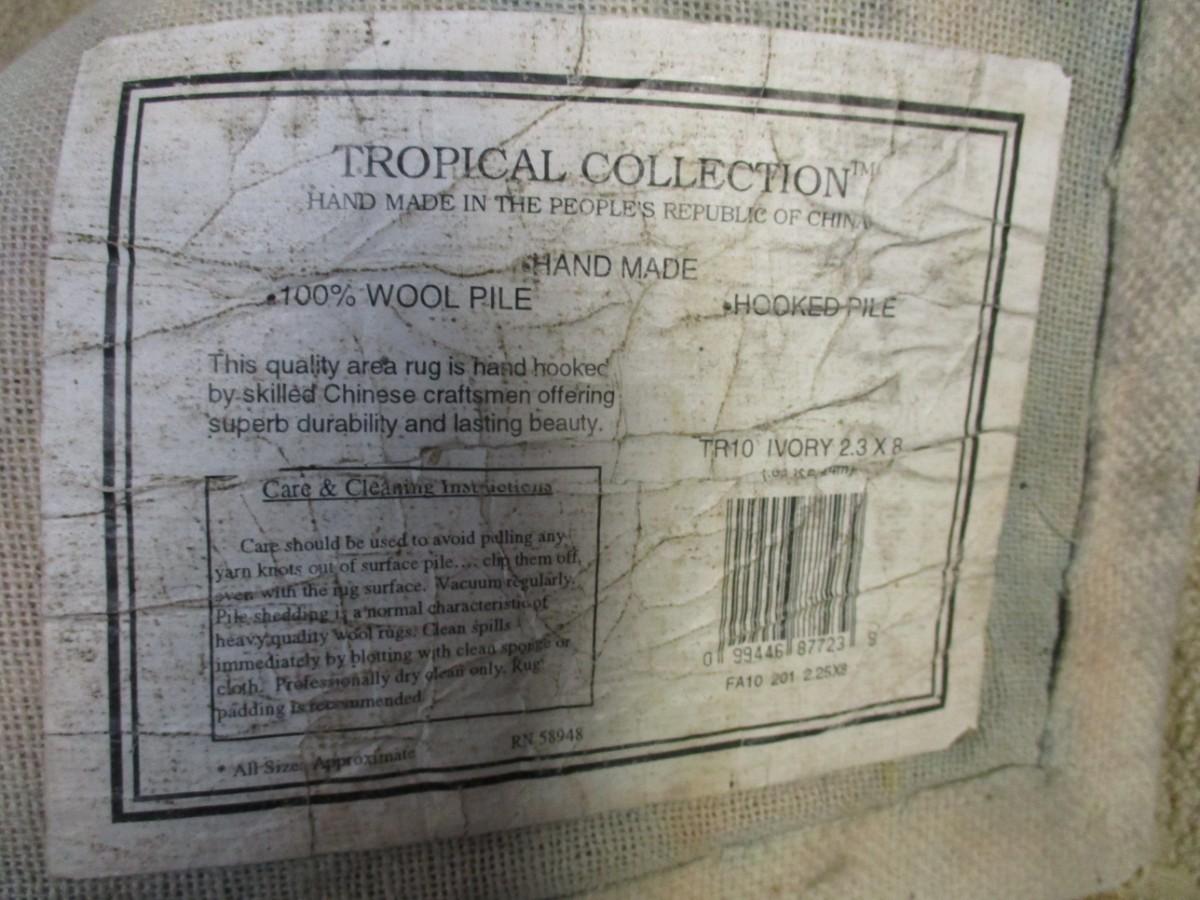 TROPICAL COLLECTION™
HAND MADE IN THE PEOPLE'S REPUBLIC OF CHINA
•HAND MADE
•100% WOOL PILE
•HOOKED PILE
This quality area rug is hand hooked
by skilled Chinese craftsmen offering
superb durability and lasting beauty.
TR10 IVORY 2.3 X 8
Care & Cleaning Instructions
Care should be used to avoid pulling any
yarn knots out of surface pile.... clip them off,
even with the rug surface. Vacuum regularly.
Pile shedding is a normal characteristic of
heavy quality wool rugs. Clean spills
immediately by blotting with clean sponge or
cloth. Professionally dry clean only. Rug
padding is recommended.
0 99446 87723 9
FA10 201 2.25X8
RN 58948
• All Sizes Approximate